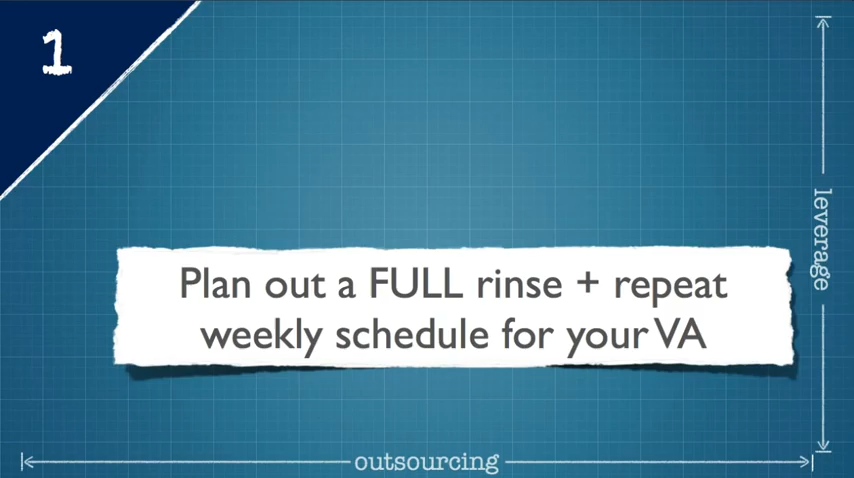 1
Plan out a FULL rinse + repeat
weekly schedule for your VA
leverage
outsourcing